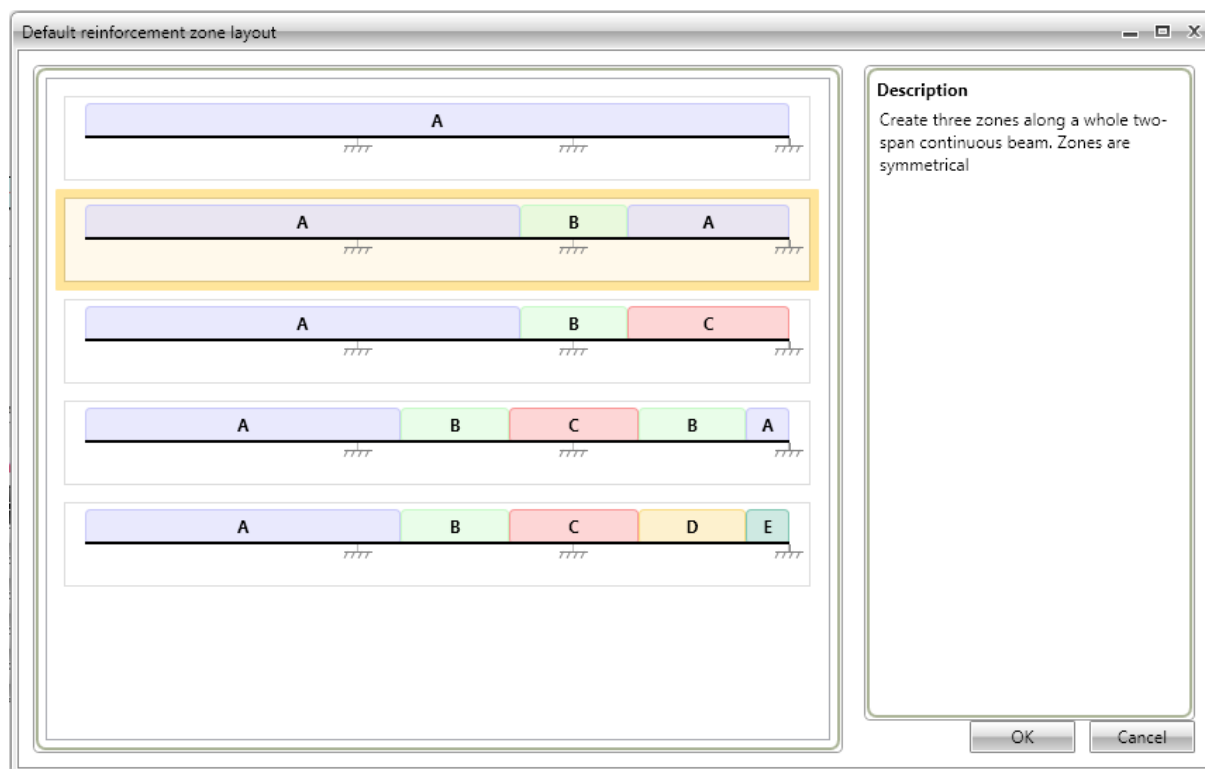 Default reinforcement zone layout
A
A B A
A B C
A B C B A
A B C D E
Description
Create three zones along a whole two-
span continuous beam. Zones are
symmetrical
OK Cancel